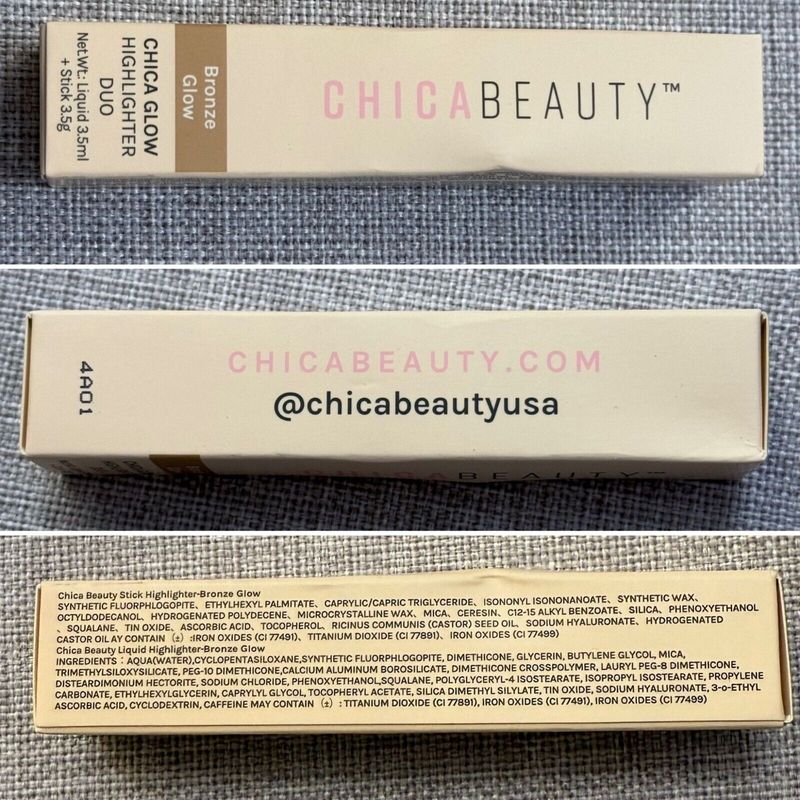 CHICA GLOW
HIGHLIGHTER
DUO
NetWt: Liquid 3.5ml
+ Stick 3.5g
Bronze
Glow
CHICABEAUTY™
4A01
CHICABEAUTY.COM
@chicabeautyusa
CHICABEAUTY™
Chica Beauty Stick Highlighter-Bronze Glow
SYNTHETIC FLUORPHLOGOPITE、ETHYLHEXYL PALMITATE、CAPRYLIC/CAPRIC TRIGLYCERIDE、ISONONYL ISONONANOATE、SYNTHETIC WAX、
OCTYLDODECANOL、HYDROGENATED POLYDECENE、MICROCRYSTALLINE WAX、MICA、CERESIN、C12-15 ALKYL BENZOATE、SILICA、PHENOXYETHANOL
、SQUALANE、TIN OXIDE、ASCORBIC ACID、TOCOPHEROL、RICINUS COMMUNIS (CASTOR) SEED OIL、SODIUM HYALURONATE、HYDROGENATED
CASTOR OIL AY CONTAIN（±）:IRON OXIDES (CI 77491)、TITANIUM DIOXIDE (CI 77891)、IRON OXIDES (CI 77499)
Chica Beauty Liquid Highlighter-Bronze Glow
INGREDIENTS：AQUA(WATER),CYCLOPENTASILOXANE,SYNTHETIC FLUORPHLOGOPITE, DIMETHICONE, GLYCERIN, BUTYLENE GLYCOL, MICA,
TRIMETHYLSILOXYSILICATE, PEG-10 DIMETHICONE,CALCIUM ALUMINUM BOROSILICATE, DIMETHICONE CROSSPOLYMER, LAURYL PEG-8 DIMETHICONE,
DISTEARDIMONIUM HECTORITE, SODIUM CHLORIDE, PHENOXYETHANOL,SQUALANE, POLYGLYCERYL-4 ISOSTEARATE, ISOPROPYL ISOSTEARATE, PROPYLENE
CARBONATE, ETHYLHEXYLGLYCERIN, CAPRYLYL GLYCOL, TOCOPHERYL ACETATE, SILICA DIMETHYL SILYLATE, TIN OXIDE, SODIUM HYALURONATE, 3-o-ETHYL
ASCORBIC ACID, CYCLODEXTRIN, CAFFEINE MAY CONTAIN（±）: TITANIUM DIOXIDE (CI 77891), IRON OXIDES (CI 77491), IRON OXIDES (CI 77499)